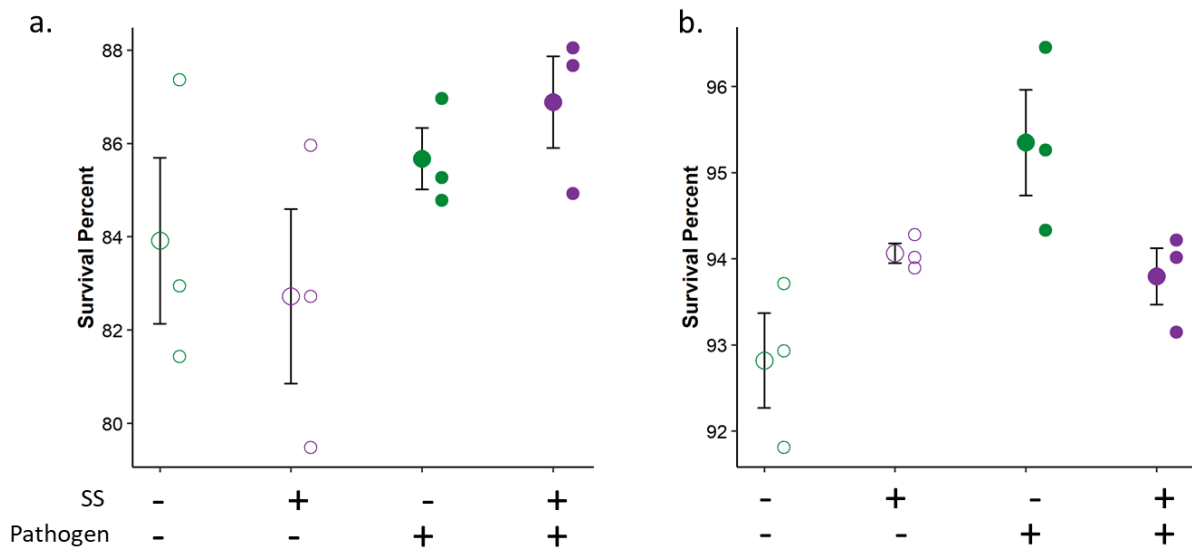 a.
Survival Percent
88
86
84
82
80
SS - + - +
Pathogen - - + +
b.
Survival Percent
96
95
94
93
92
- + - +
- - + +